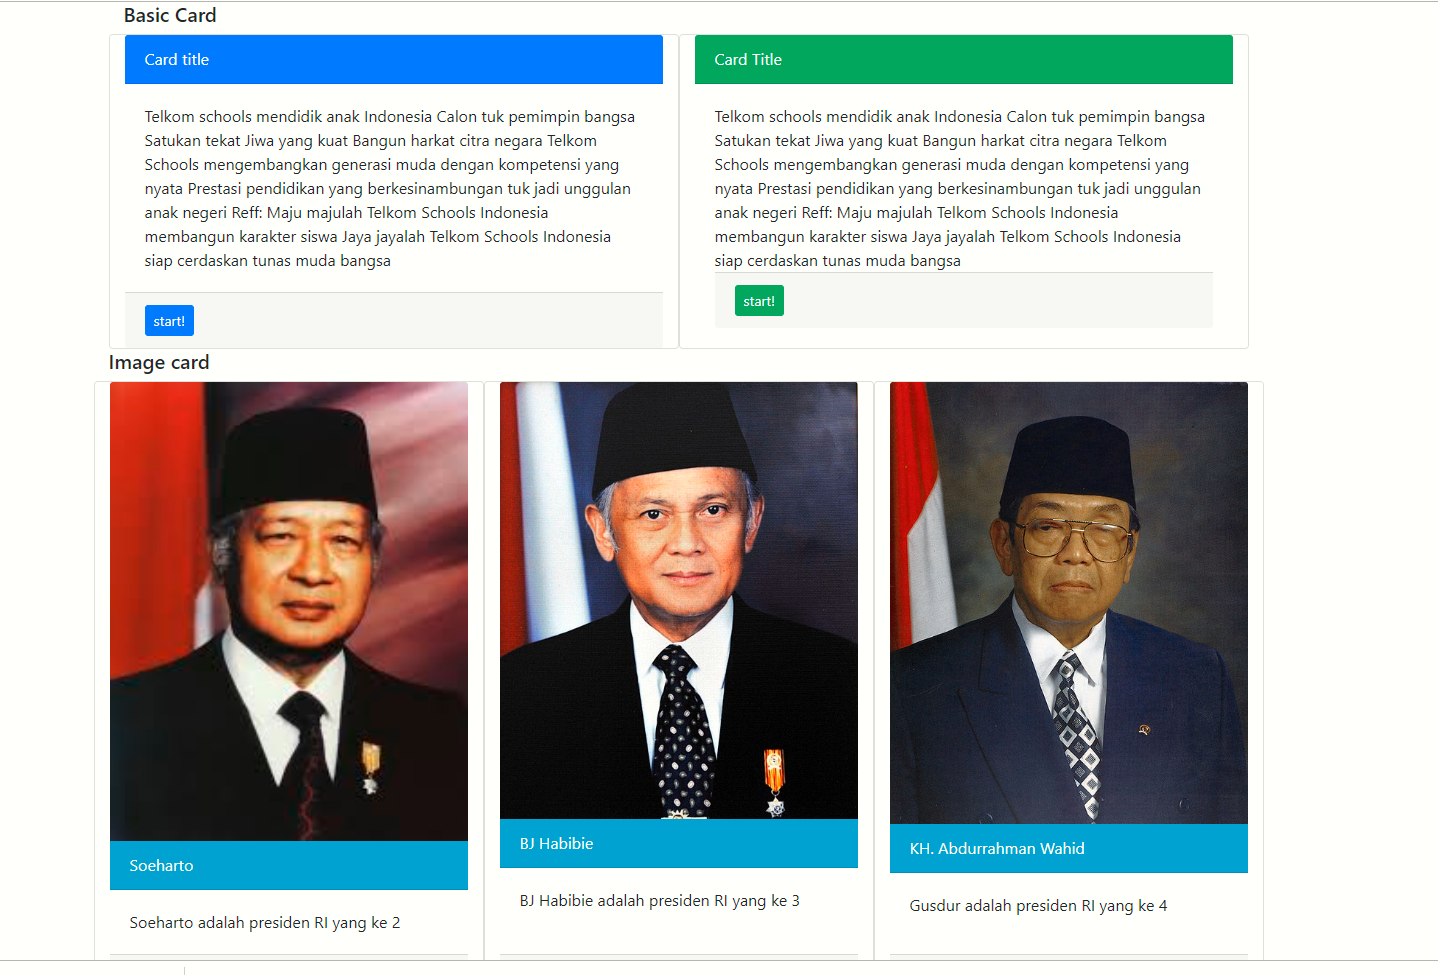 Basic Card
Card title
Telkom schools mendidik anak Indonesia Calon tuk pemimpin bangsa
Satukan tekat Jiwa yang kuat Bangun harkat citra negara Telkom
Schools mengembangkan generasi muda dengan kompetensi yang
nyata Prestasi pendidikan yang berkesinambungan tuk jadi unggulan
anak negeri Reff: Maju majulah Telkom Schools Indonesia
membangun karakter siswa Jaya jayalah Telkom Schools Indonesia
siap cerdaskan tunas muda bangsa
start!
Card Title
Telkom schools mendidik anak Indonesia Calon tuk pemimpin bangsa
Satukan tekat Jiwa yang kuat Bangun harkat citra negara Telkom
Schools mengembangkan generasi muda dengan kompetensi yang
nyata Prestasi pendidikan yang berkesinambungan tuk jadi unggulan
anak negeri Reff: Maju majulah Telkom Schools Indonesia
membangun karakter siswa Jaya jayalah Telkom Schools Indonesia
siap cerdaskan tunas muda bangsa
start!
Image card
Soeharto
Soeharto adalah presiden RI yang ke 2
BJ Habibie
BJ Habibie adalah presiden RI yang ke 3
KH. Abdurrahman Wahid
Gusdur adalah presiden RI yang ke 4